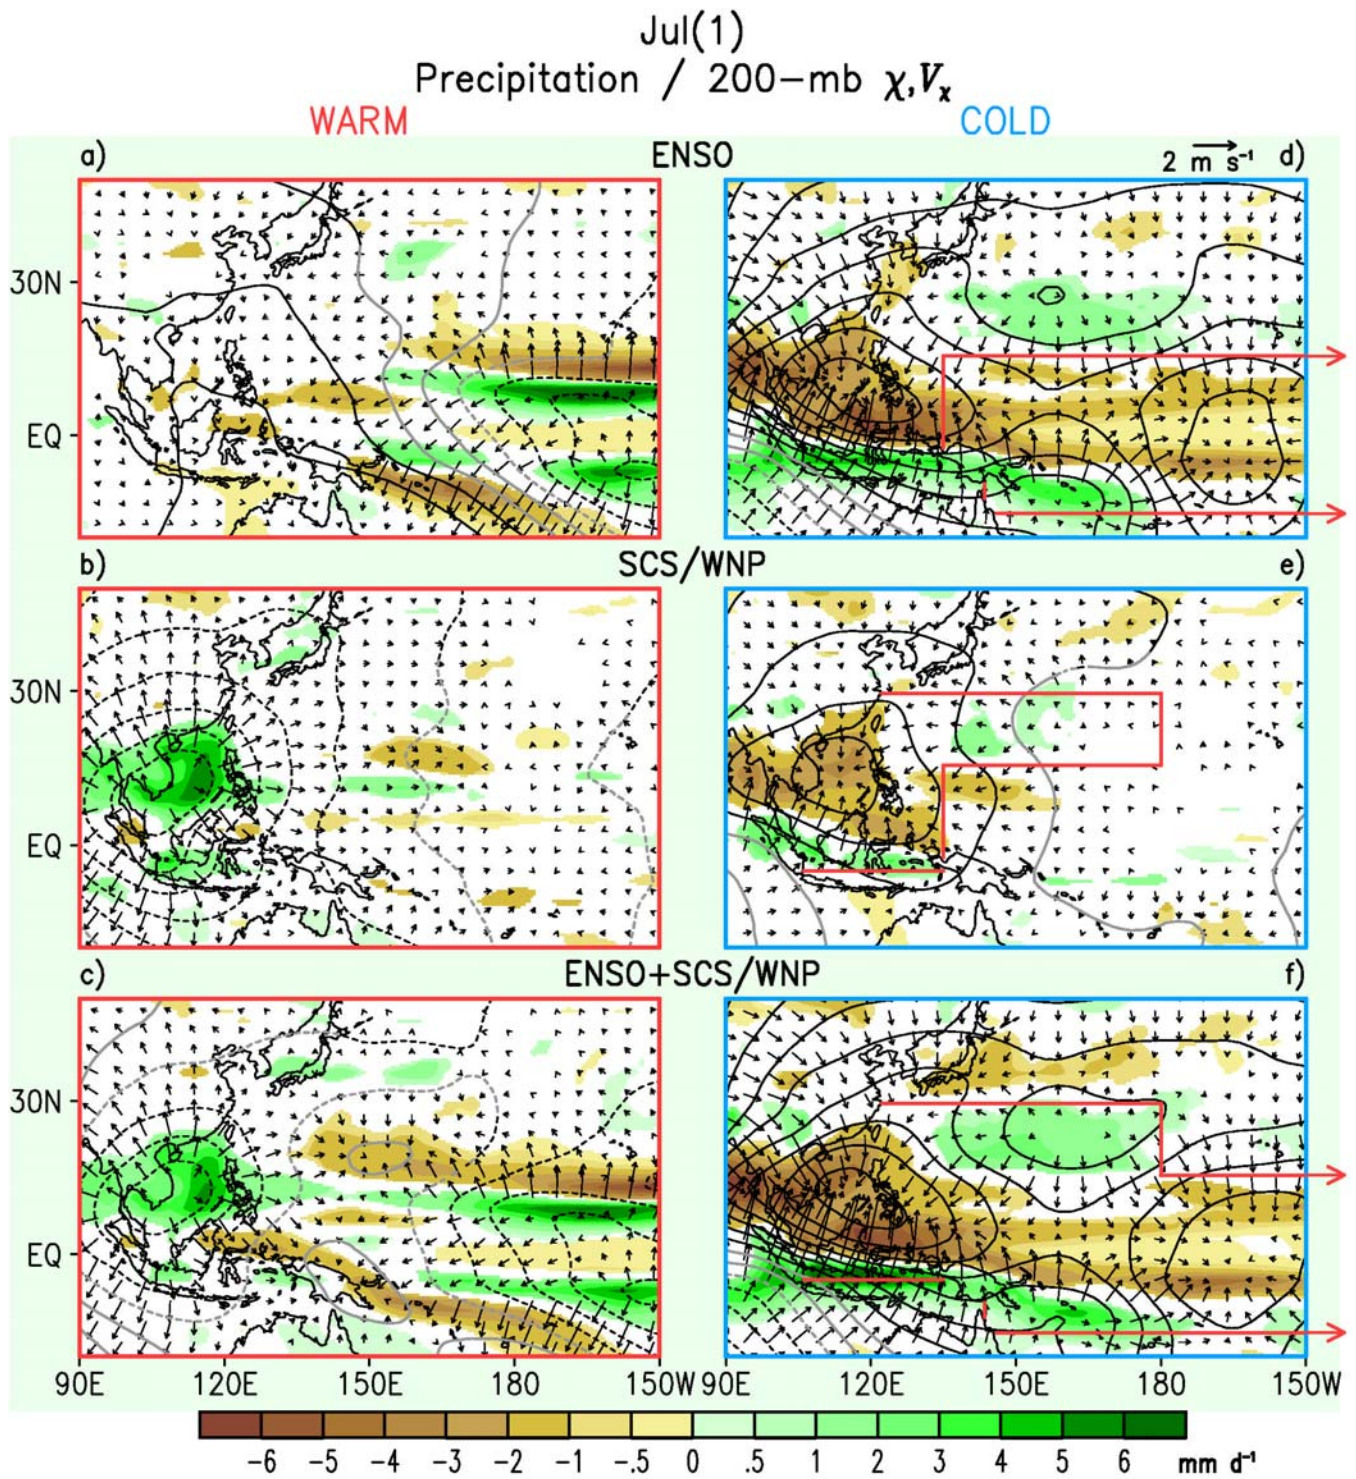 Jul(1)
Precipitation / 200-mb χ,Vχ
WARM COLD
a) ENSO 2 m s⁻¹ d)
30N
EQ
b) SCS/WNP e)
30N
EQ
c) ENSO+SCS/WNP f)
30N
EQ
90E 120E 150E 180 150W 90E 120E 150E 180 150W
-6 -5 -4 -3 -2 -1 -.5 0 .5 1 2 3 4 5 6 mm d⁻¹